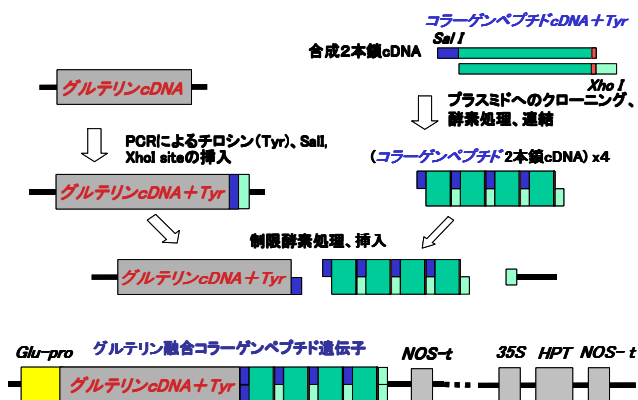 コラーゲンペプチドcDNA＋Tyr
Sal I
合成２本鎖cDNA
Xho I
グルテリンcDNA
プラスミドへのクローニング、
酵素処理、連結
PCRによるチロシン（Tyr）、SalI,
XhoI siteの挿入
（コラーゲンペプチド２本鎖cDNA）x4
グルテリンcDNA＋Tyr
制限酵素処理、挿入
グルテリンcDNA＋Tyr
Glu-pro
グルテリン融合コラーゲンペプチド遺伝子
NOS-t
35S
HPT
NOS- t
グルテリンcDNA＋Tyr